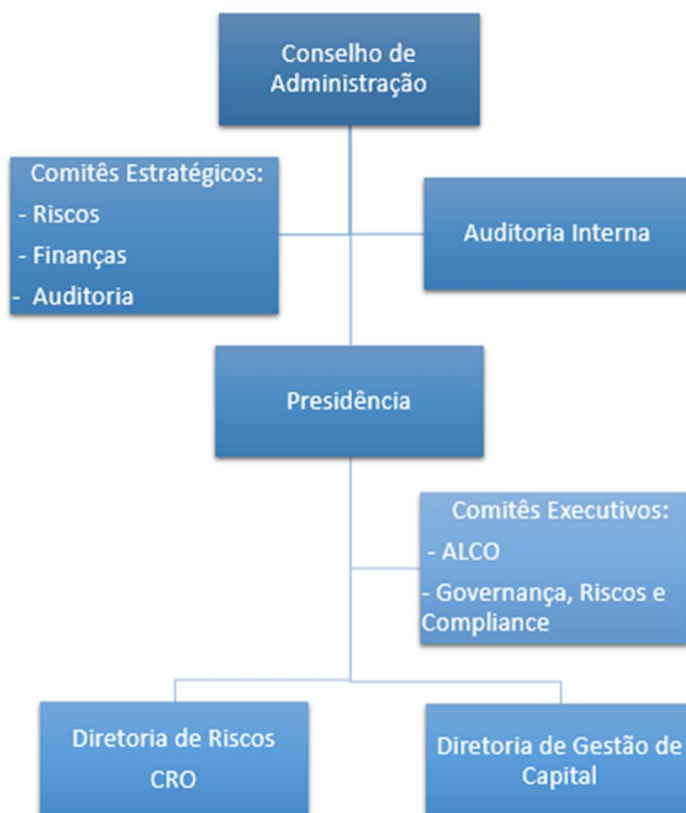 Conselho de
Administração
Comitês Estratégicos:
- Riscos
- Finanças
- Auditoria
Auditoria Interna
Presidência
Comitês Executivos:
- ALCO
- Governança, Riscos e
Compliance
Diretoria de Riscos
CRO
Diretoria de Gestão de
Capital